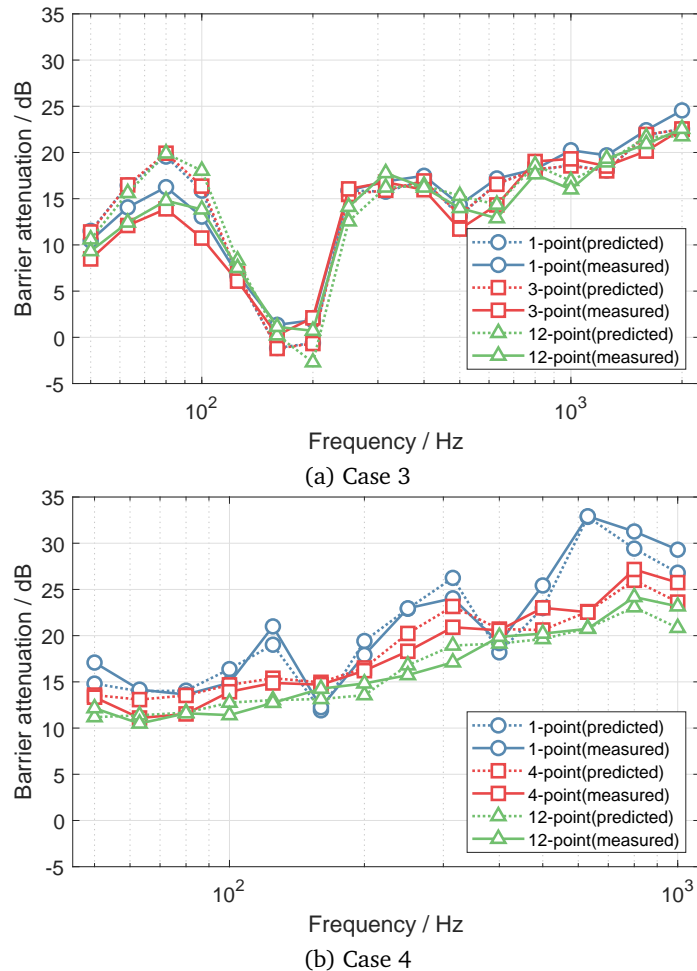 35
30
25
20
15
10
5
0
-5
Barrier attenuation / dB
1-point(predicted)
1-point(measured)
3-point(predicted)
3-point(measured)
12-point(predicted)
12-point(measured)
10² 10³
Frequency / Hz
(a) Case 3
35
30
25
20
15
10
5
0
-5
Barrier attenuation / dB
1-point(predicted)
1-point(measured)
4-point(predicted)
4-point(measured)
12-point(predicted)
12-point(measured)
10² 10³
Frequency / Hz
(b) Case 4